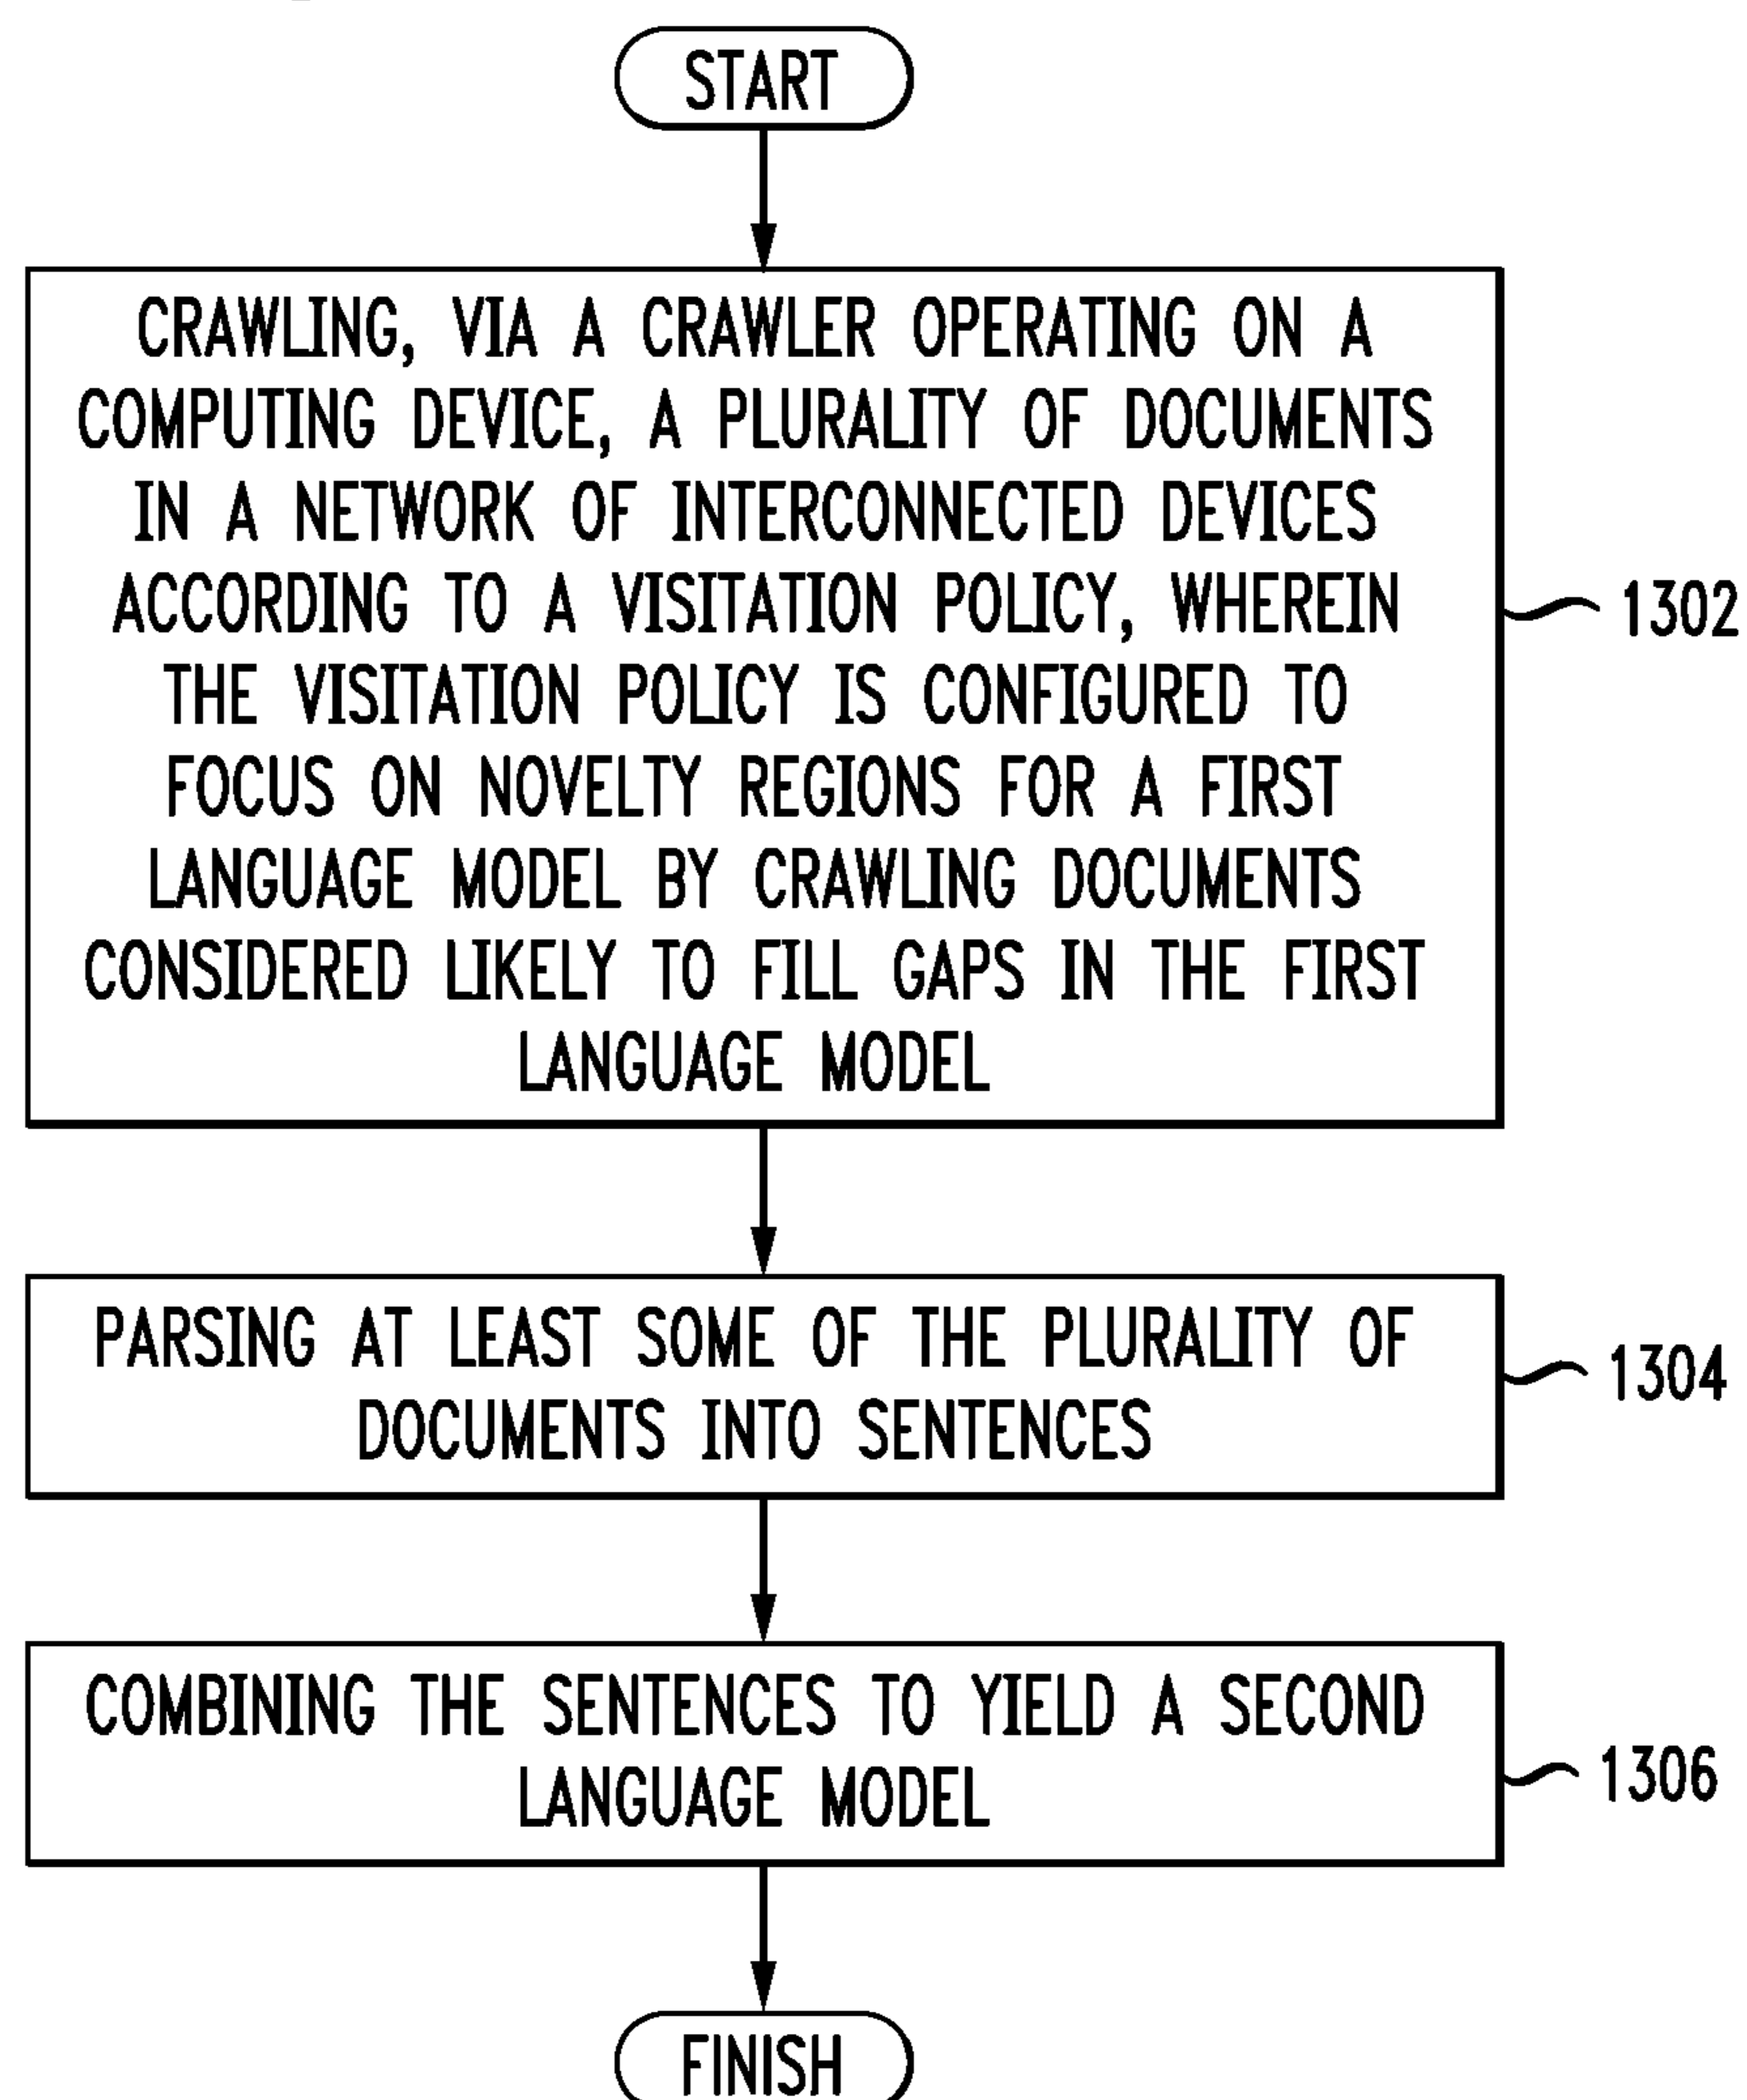 START
CRAWLING, VIA A CRAWLER OPERATING ON A
COMPUTING DEVICE, A PLURALITY OF DOCUMENTS
IN A NETWORK OF INTERCONNECTED DEVICES
ACCORDING TO A VISITATION POLICY, WHEREIN
THE VISITATION POLICY IS CONFIGURED TO
FOCUS ON NOVELTY REGIONS FOR A FIRST
LANGUAGE MODEL BY CRAWLING DOCUMENTS
CONSIDERED LIKELY TO FILL GAPS IN THE FIRST
LANGUAGE MODEL
1302
PARSING AT LEAST SOME OF THE PLURALITY OF
DOCUMENTS INTO SENTENCES
1304
COMBINING THE SENTENCES TO YIELD A SECOND
LANGUAGE MODEL
1306
FINISH